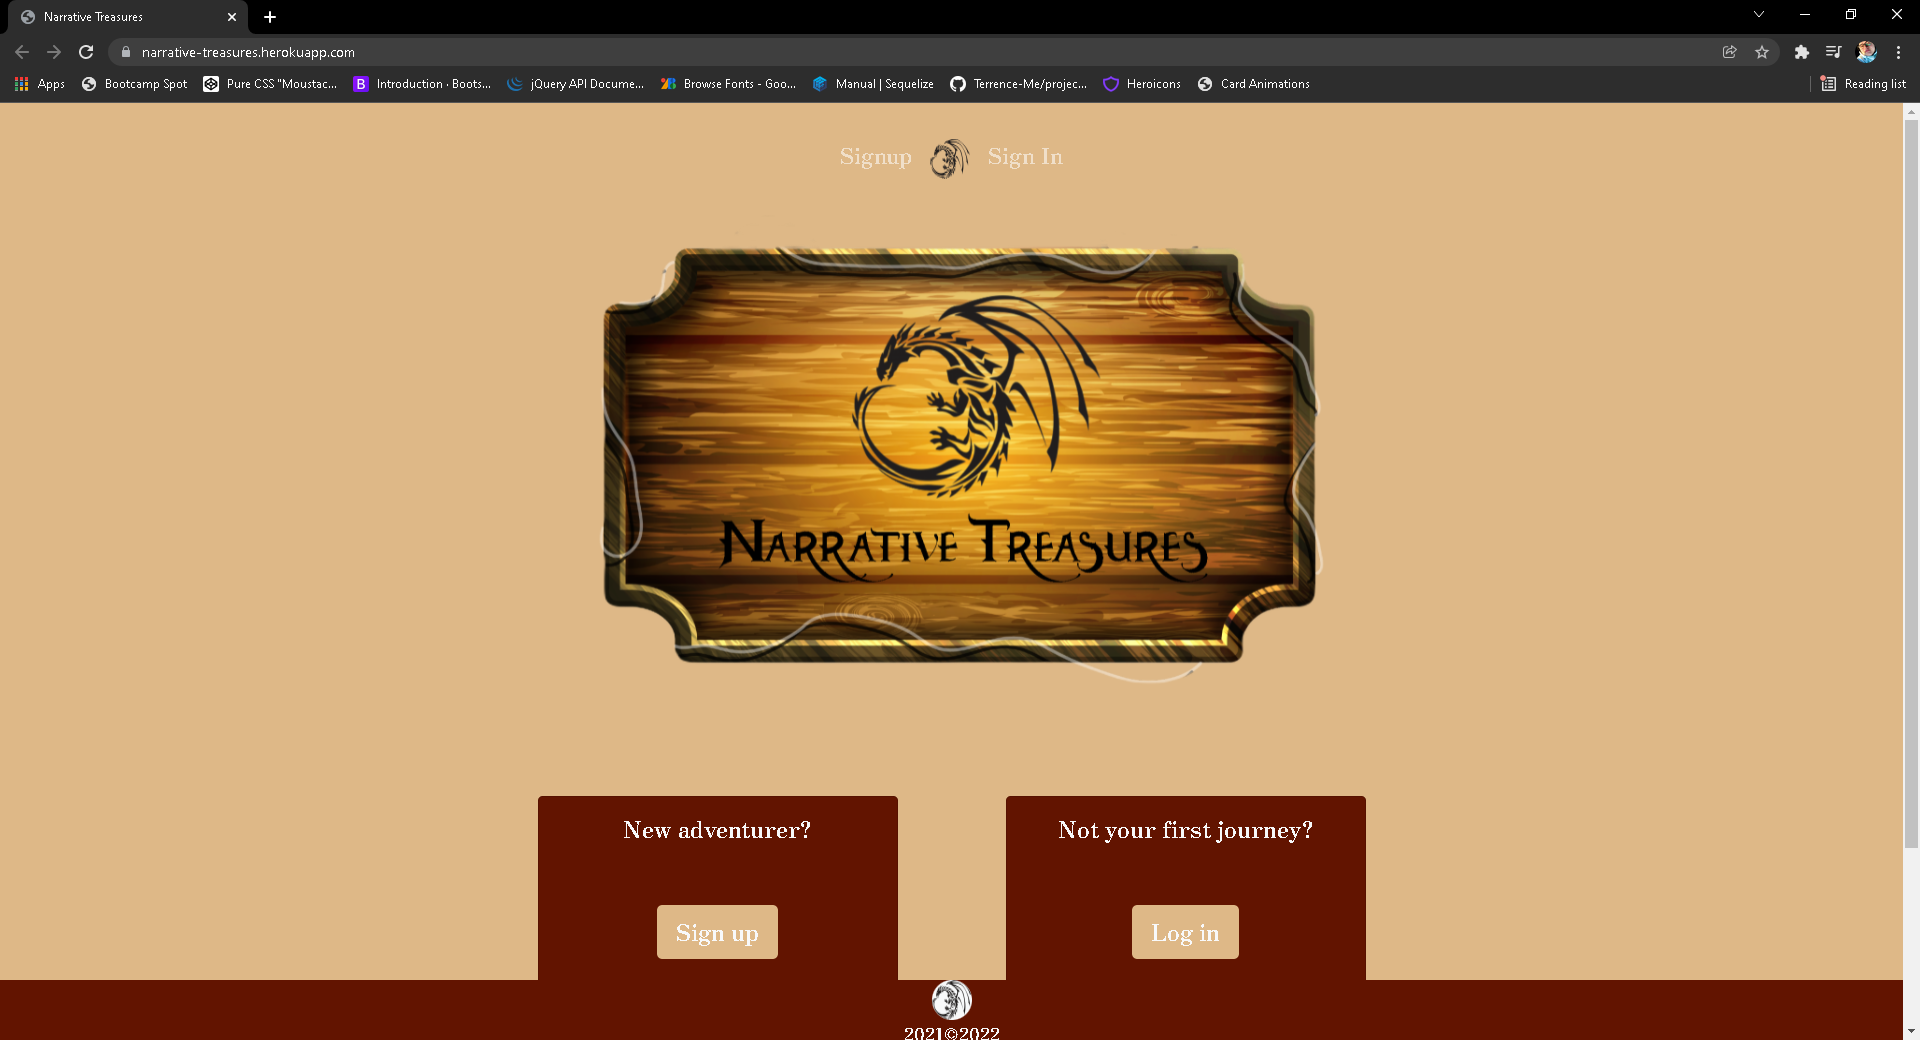 Narrative Treasures
narrative-treasures.herokuapp.com
Apps Bootcamp Spot Pure CSS "Moustac... Introduction · Boots... jQuery API Docume... Browse Fonts - Goo... Manual | Sequelize Terrence-Me/projec... Heroicons Card Animations Reading list
Signup Sign In
NARRATIVE TREASURES
New adventurer? Not your first journey?
Sign up Log in
2021©2022